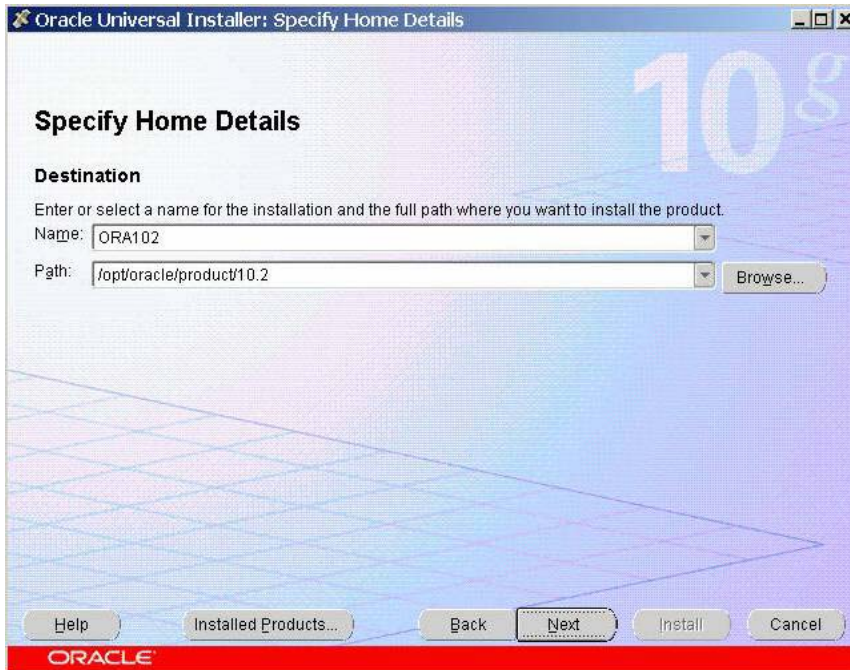 Oracle Universal Installer: Specify Home Details
10g
Specify Home Details
Destination
Enter or select a name for the installation and the full path where you want to install the product.
Name: ORA102
Path: /opt/oracle/product/10.2 Browse...
Help Installed Products... Back Next Install Cancel
ORACLE